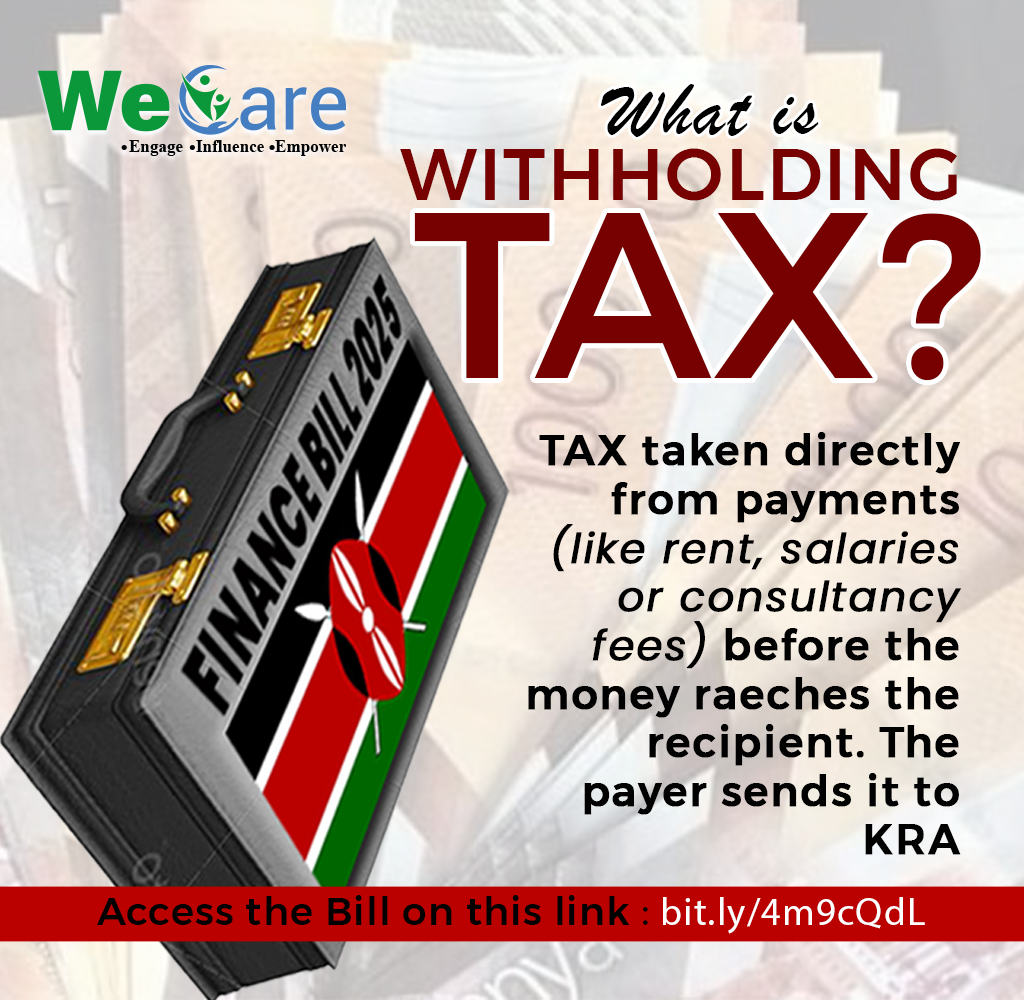 WeCare
•Engage •Influence •Empower
What is
WITHHOLDING
TAX?
FINANCE BILL 2025
TAX taken directly
from payments
(like rent, salaries
or consultancy
fees) before the
money raeches the
recipient. The
payer sends it to
KRA
Access the Bill on this link : bit.ly/4m9cQdL